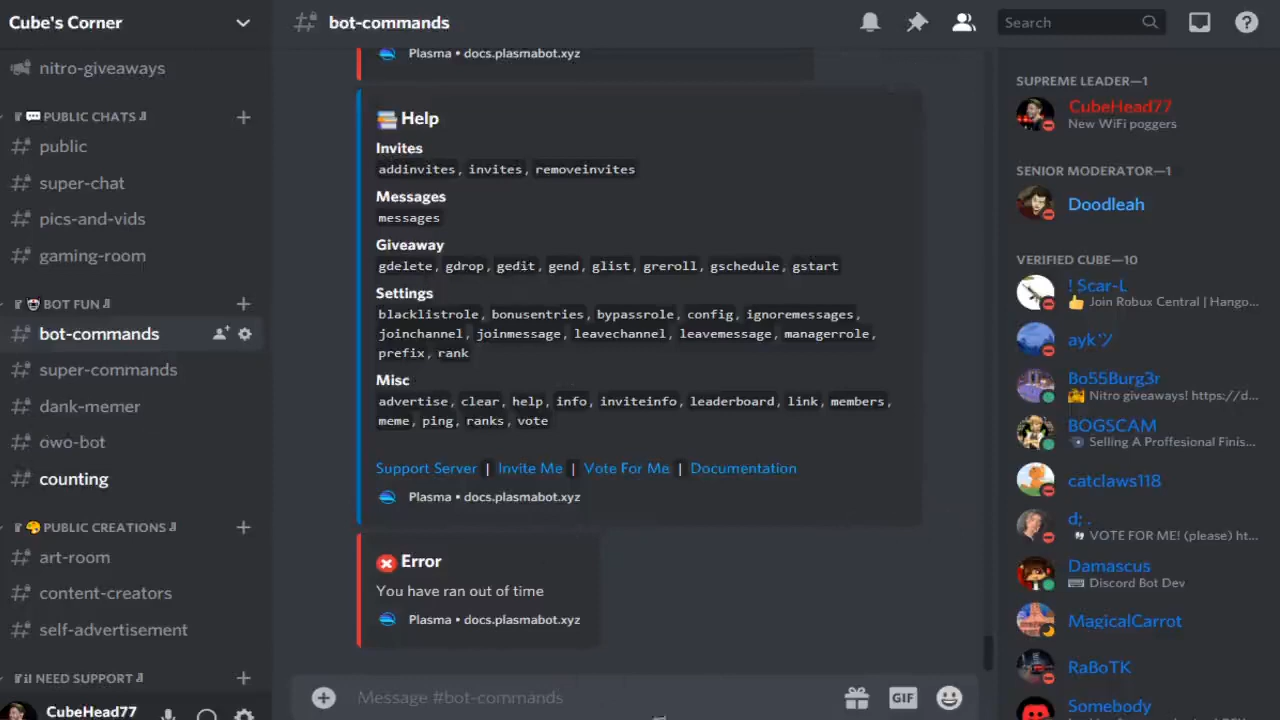 Cube's Corner
nitro-giveaways
PUBLIC CHATS
public
super-chat
pics-and-vids
gaming-room
BOT FUN
bot-commands
super-commands
dank-memer
owo-bot
counting
PUBLIC CREATIONS
art-room
content-creators
self-advertisement
NEED SUPPORT
CubeHead77
bot-commands
Search
Plasma • docs.plasmabot.xyz
Help
Invites
addinvites, invites, removeinvites
Messages
messages
Giveaway
gdelete, gdrop, gedit, gend, glist, greroll, gschedule, gstart
Settings
blacklistrole, bonusentries, bypassrole, config, ignoremessages,
joinchannel, joinmessage, leavechannel, leavemessage, managerrole,
prefix, rank
Misc
advertise, clear, help, info, inviteinfo, leaderboard, link, members,
meme, ping, ranks, vote
Support Server | Invite Me | Vote For Me | Documentation
Plasma • docs.plasmabot.xyz
Error
You have ran out of time
Plasma • docs.plasmabot.xyz
Message #bot-commands
GIF
SUPREME LEADER—1
CubeHead77
New WiFi poggers
SENIOR MODERATOR—1
Doodleah
VERIFIED CUBE—10
! Scar-L
Join Robux Central | Hango...
aykツ
Bo55Burg3r
Nitro giveaways! https://d...
BOGSCAM
Selling A Proffesional Finis...
catclaws118
d; .
VOTE FOR ME! (please) ht...
Damascus
Discord Bot Dev
MagicalCarrot
RaBoTK
Somebody